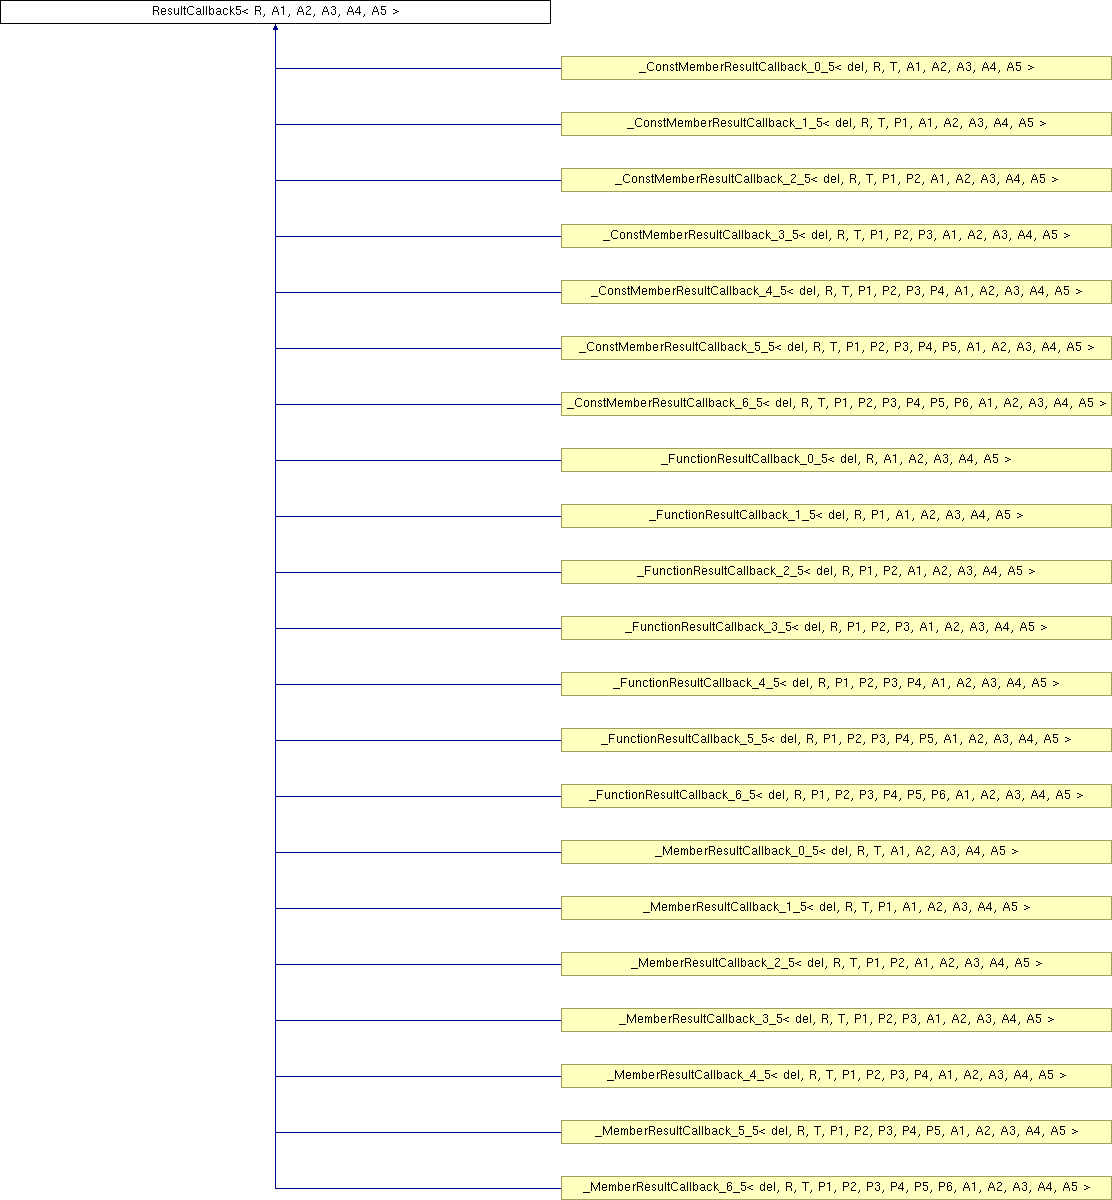 ResultCallback5< R, A1, A2, A3, A4, A5 >
_ConstMemberResultCallback_0_5< del, R, T, A1, A2, A3, A4, A5 >
_ConstMemberResultCallback_1_5< del, R, T, P1, A1, A2, A3, A4, A5 >
_ConstMemberResultCallback_2_5< del, R, T, P1, P2, A1, A2, A3, A4, A5 >
_ConstMemberResultCallback_3_5< del, R, T, P1, P2, P3, A1, A2, A3, A4, A5 >
_ConstMemberResultCallback_4_5< del, R, T, P1, P2, P3, P4, A1, A2, A3, A4, A5 >
_ConstMemberResultCallback_5_5< del, R, T, P1, P2, P3, P4, P5, A1, A2, A3, A4, A5 >
_ConstMemberResultCallback_6_5< del, R, T, P1, P2, P3, P4, P5, P6, A1, A2, A3, A4, A5 >
_FunctionResultCallback_0_5< del, R, A1, A2, A3, A4, A5 >
_FunctionResultCallback_1_5< del, R, P1, A1, A2, A3, A4, A5 >
_FunctionResultCallback_2_5< del, R, P1, P2, A1, A2, A3, A4, A5 >
_FunctionResultCallback_3_5< del, R, P1, P2, P3, A1, A2, A3, A4, A5 >
_FunctionResultCallback_4_5< del, R, P1, P2, P3, P4, A1, A2, A3, A4, A5 >
_FunctionResultCallback_5_5< del, R, P1, P2, P3, P4, P5, A1, A2, A3, A4, A5 >
_FunctionResultCallback_6_5< del, R, P1, P2, P3, P4, P5, P6, A1, A2, A3, A4, A5 >
_MemberResultCallback_0_5< del, R, T, A1, A2, A3, A4, A5 >
_MemberResultCallback_1_5< del, R, T, P1, A1, A2, A3, A4, A5 >
_MemberResultCallback_2_5< del, R, T, P1, P2, A1, A2, A3, A4, A5 >
_MemberResultCallback_3_5< del, R, T, P1, P2, P3, A1, A2, A3, A4, A5 >
_MemberResultCallback_4_5< del, R, T, P1, P2, P3, P4, A1, A2, A3, A4, A5 >
_MemberResultCallback_5_5< del, R, T, P1, P2, P3, P4, P5, A1, A2, A3, A4, A5 >
_MemberResultCallback_6_5< del, R, T, P1, P2, P3, P4, P5, P6, A1, A2, A3, A4, A5 >